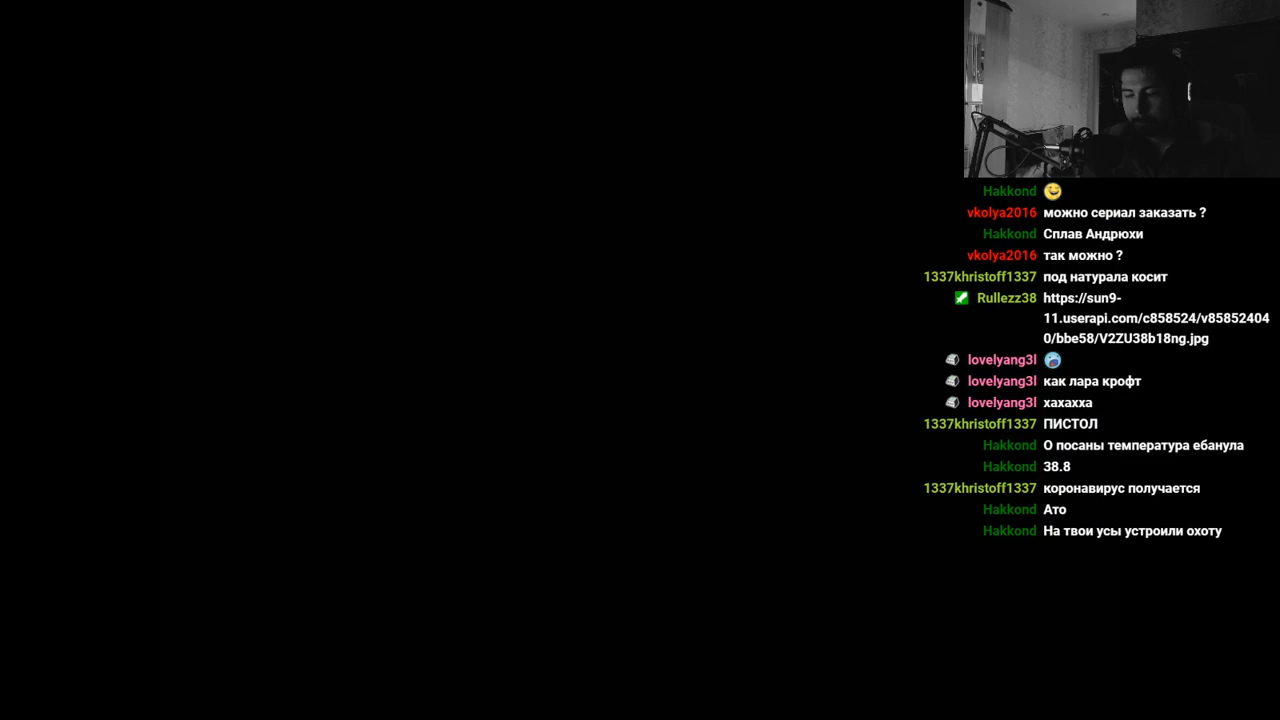 Hakkond
vkolya2016 можно сериал заказать ?
Hakkond Сплав Андрюхи
vkolya2016 так можно ?
1337khristoff1337 под натурала косит
Rullezz38 https://sun9-
11.userapi.com/c858524/v85852404
0/bbe58/V2ZU38b18ng.jpg
lovelyang3l
lovelyang3l как лара крофт
lovelyang3l хахахха
1337khristoff1337 ПИСТОЛ
Hakkond О посаны температура ебанула
Hakkond 38.8
1337khristoff1337 коронавирус получается
Hakkond Ато
Hakkond На твои усы устроили охоту